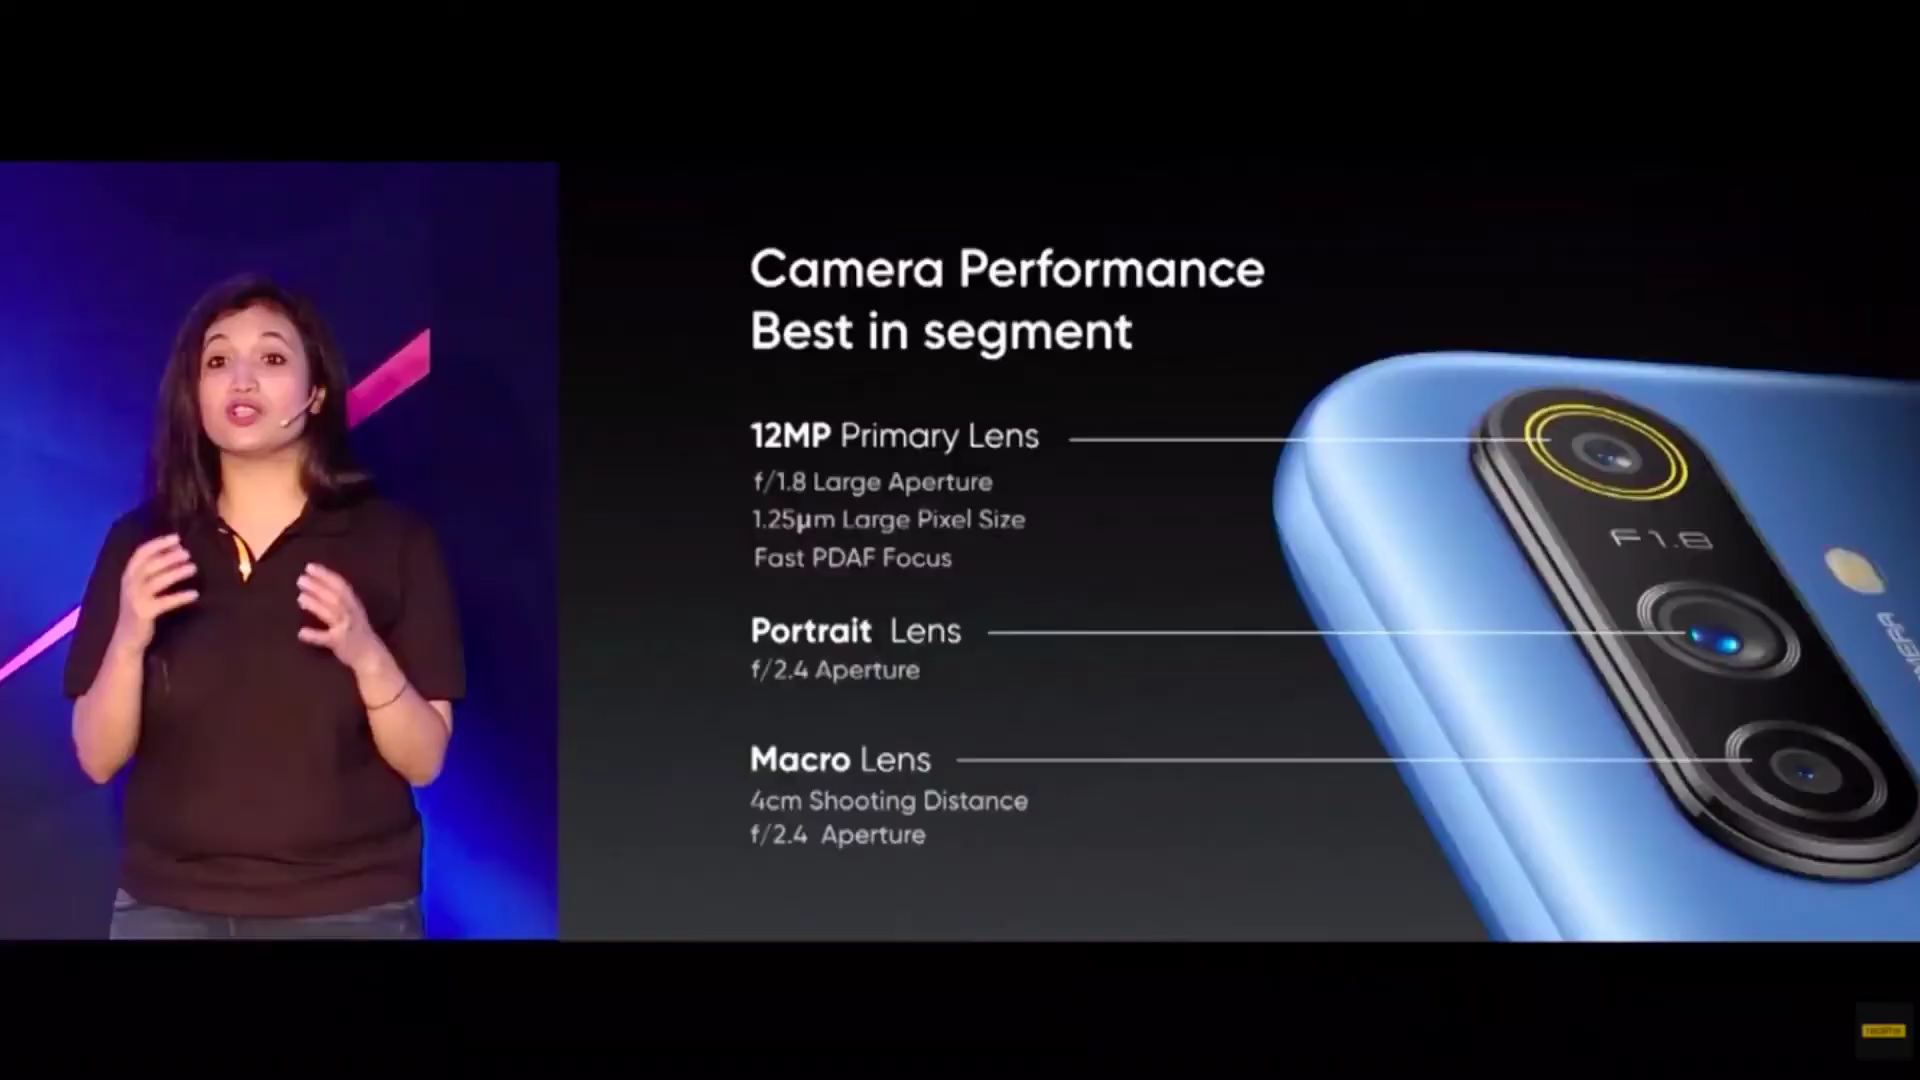 Camera Performance
Best in segment
12MP Primary Lens
f/1.8 Large Aperture
1.25μm Large Pixel Size
Fast PDAF Focus
Portrait Lens
f/2.4 Aperture
Macro Lens
4cm Shooting Distance
f/2.4 Aperture
F1.8
realme